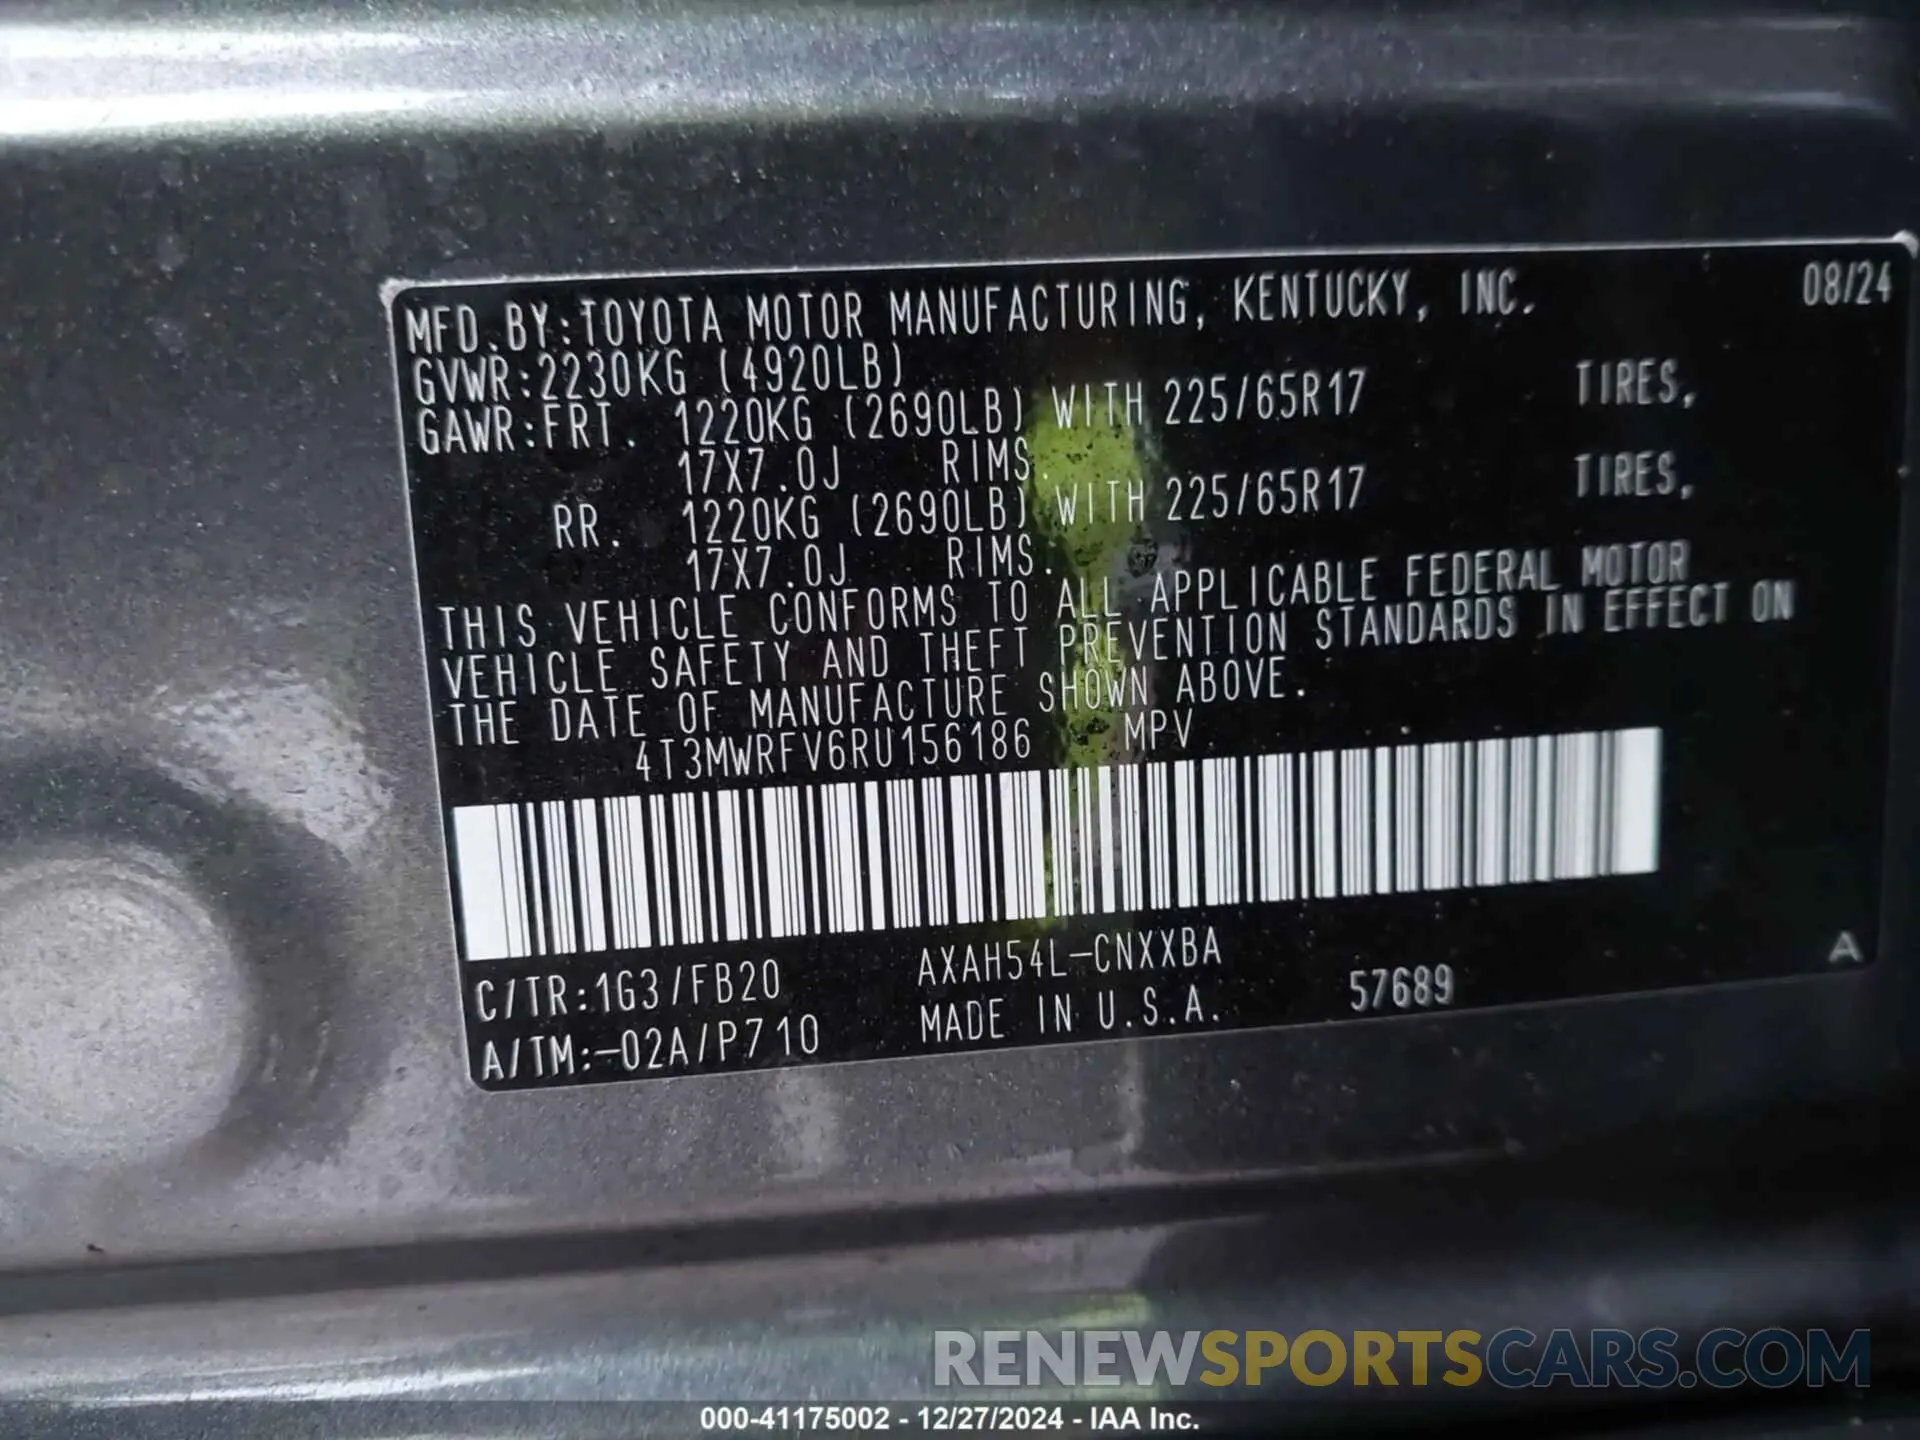 MFD.BY:TOYOTA MOTOR MANUFACTURING, KENTUCKY, INC. 08/24
GVWR:2230KG (4920LB)
GAWR:FRT. 1220KG (2690LB) WITH 225/65R17 TIRES,
17X7.0J RIMS.
RR. 1220KG (2690LB) WITH 225/65R17 TIRES,
17X7.0J RIMS.
THIS VEHICLE CONFORMS TO ALL APPLICABLE FEDERAL MOTOR
VEHICLE SAFETY AND THEFT PREVENTION STANDARDS IN EFFECT ON
THE DATE OF MANUFACTURE SHOWN ABOVE.
4T3MWRFV6RU156186 MPV
C/TR:1G3/FB20 AXAH54L-CNXXBA A
A/TM:-02A/P710 MADE IN U.S.A. 57689
RENEWSPORTSCARS.COM
000-41175002 - 12/27/2024 - IAA Inc.